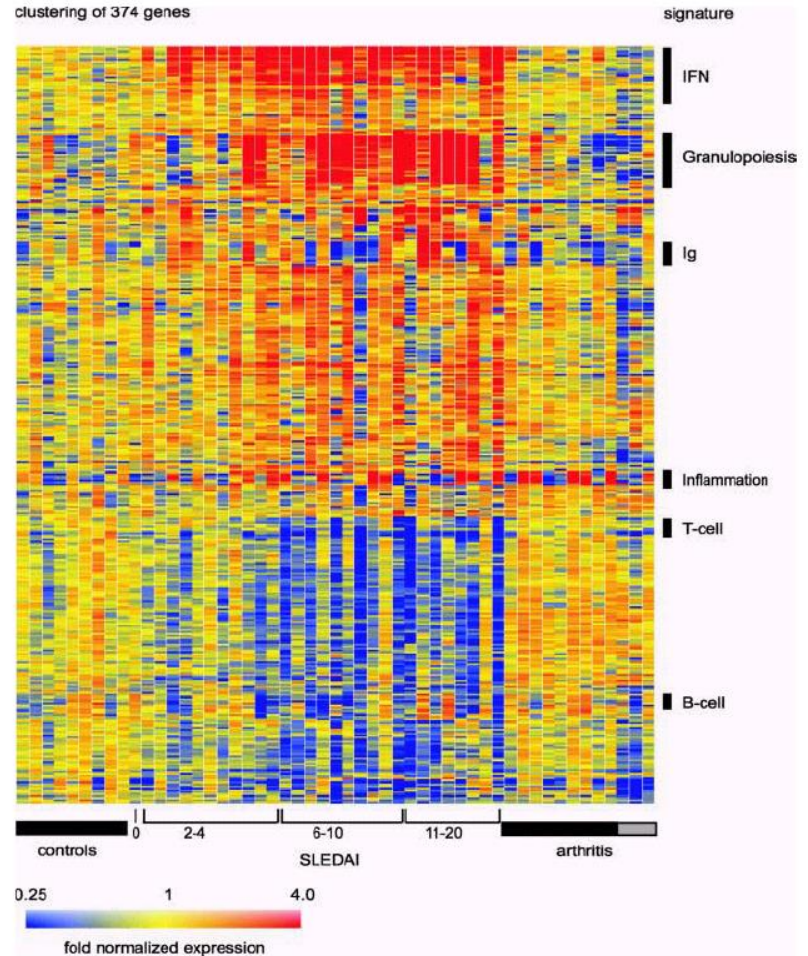 clustering of 374 genes
signature
IFN
Granulopoiesis
Ig
Inflammation
T-cell
B-cell
0 2-4 6-10 11-20
controls SLEDAI arthritis
0.25 1 4.0
fold normalized expression